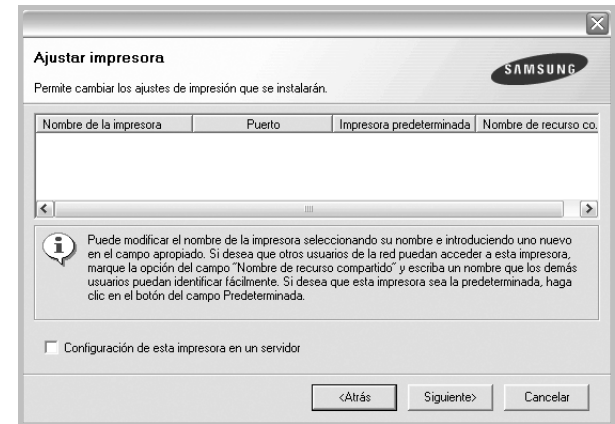 Ajustar impresora
SAMSUNG
Permite cambiar los ajustes de impresión que se instalarán.
Nombre de la impresora Puerto Impresora predeterminada Nombre de recurso co.
Puede modificar el nombre de la impresora seleccionando su nombre e introduciendo uno nuevo
en el campo apropiado. Si desea que otros usuarios de la red puedan acceder a esta impresora,
marque la opción del campo "Nombre de recurso compartido" y escriba un nombre que los demás
usuarios puedan identificar fácilmente. Si desea que esta impresora sea la predeterminada, haga
clic en el botón del campo Predeterminada.
Configuración de esta impresora en un servidor
<Atrás Siguiente> Cancelar